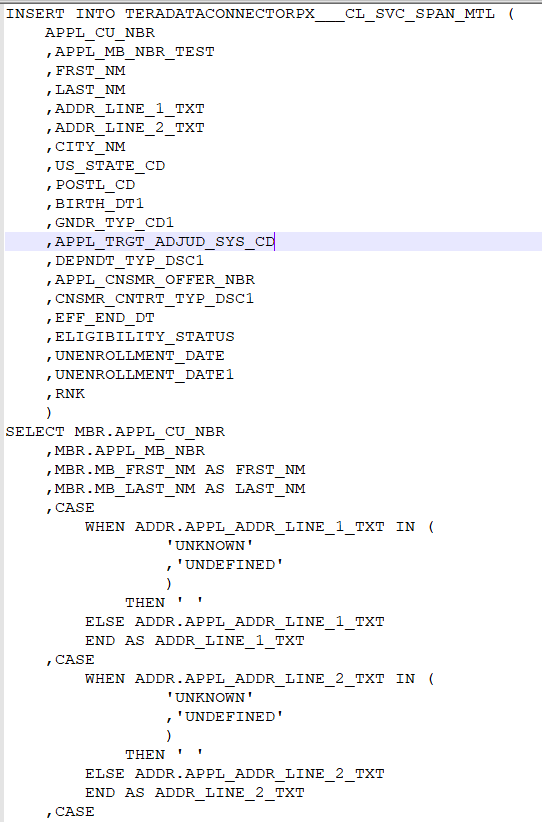 INSERT INTO TERADATACONNECTORPX___CL_SVC_SPAN_MTL (
    APPL_CU_NBR
    ,APPL_MB_NBR_TEST
    ,FRST_NM
    ,LAST_NM
    ,ADDR_LINE_1_TXT
    ,ADDR_LINE_2_TXT
    ,CITY_NM
    ,US_STATE_CD
    ,POSTL_CD
    ,BIRTH_DT1
    ,GNDR_TYP_CD1
    ,APPL_TRGT_ADJUD_SYS_CD
    ,DEPNDT_TYP_DSC1
    ,APPL_CNSMR_OFFER_NBR
    ,CNSMR_CNTRT_TYP_DSC1
    ,EFF_END_DT
    ,ELIGIBILITY_STATUS
    ,UNENROLLMENT_DATE
    ,UNENROLLMENT_DATE1
    ,RNK
    )
SELECT MBR.APPL_CU_NBR
    ,MBR.APPL_MB_NBR
    ,MBR.MB_FRST_NM AS FRST_NM
    ,MBR.MB_LAST_NM AS LAST_NM
    ,CASE
        WHEN ADDR.APPL_ADDR_LINE_1_TXT IN (
                'UNKNOWN'
                ,'UNDEFINED'
                )
            THEN ' '
        ELSE ADDR.APPL_ADDR_LINE_1_TXT
        END AS ADDR_LINE_1_TXT
    ,CASE
        WHEN ADDR.APPL_ADDR_LINE_2_TXT IN (
                'UNKNOWN'
                ,'UNDEFINED'
                )
            THEN ' '
        ELSE ADDR.APPL_ADDR_LINE_2_TXT
        END AS ADDR_LINE_2_TXT
    ,CASE